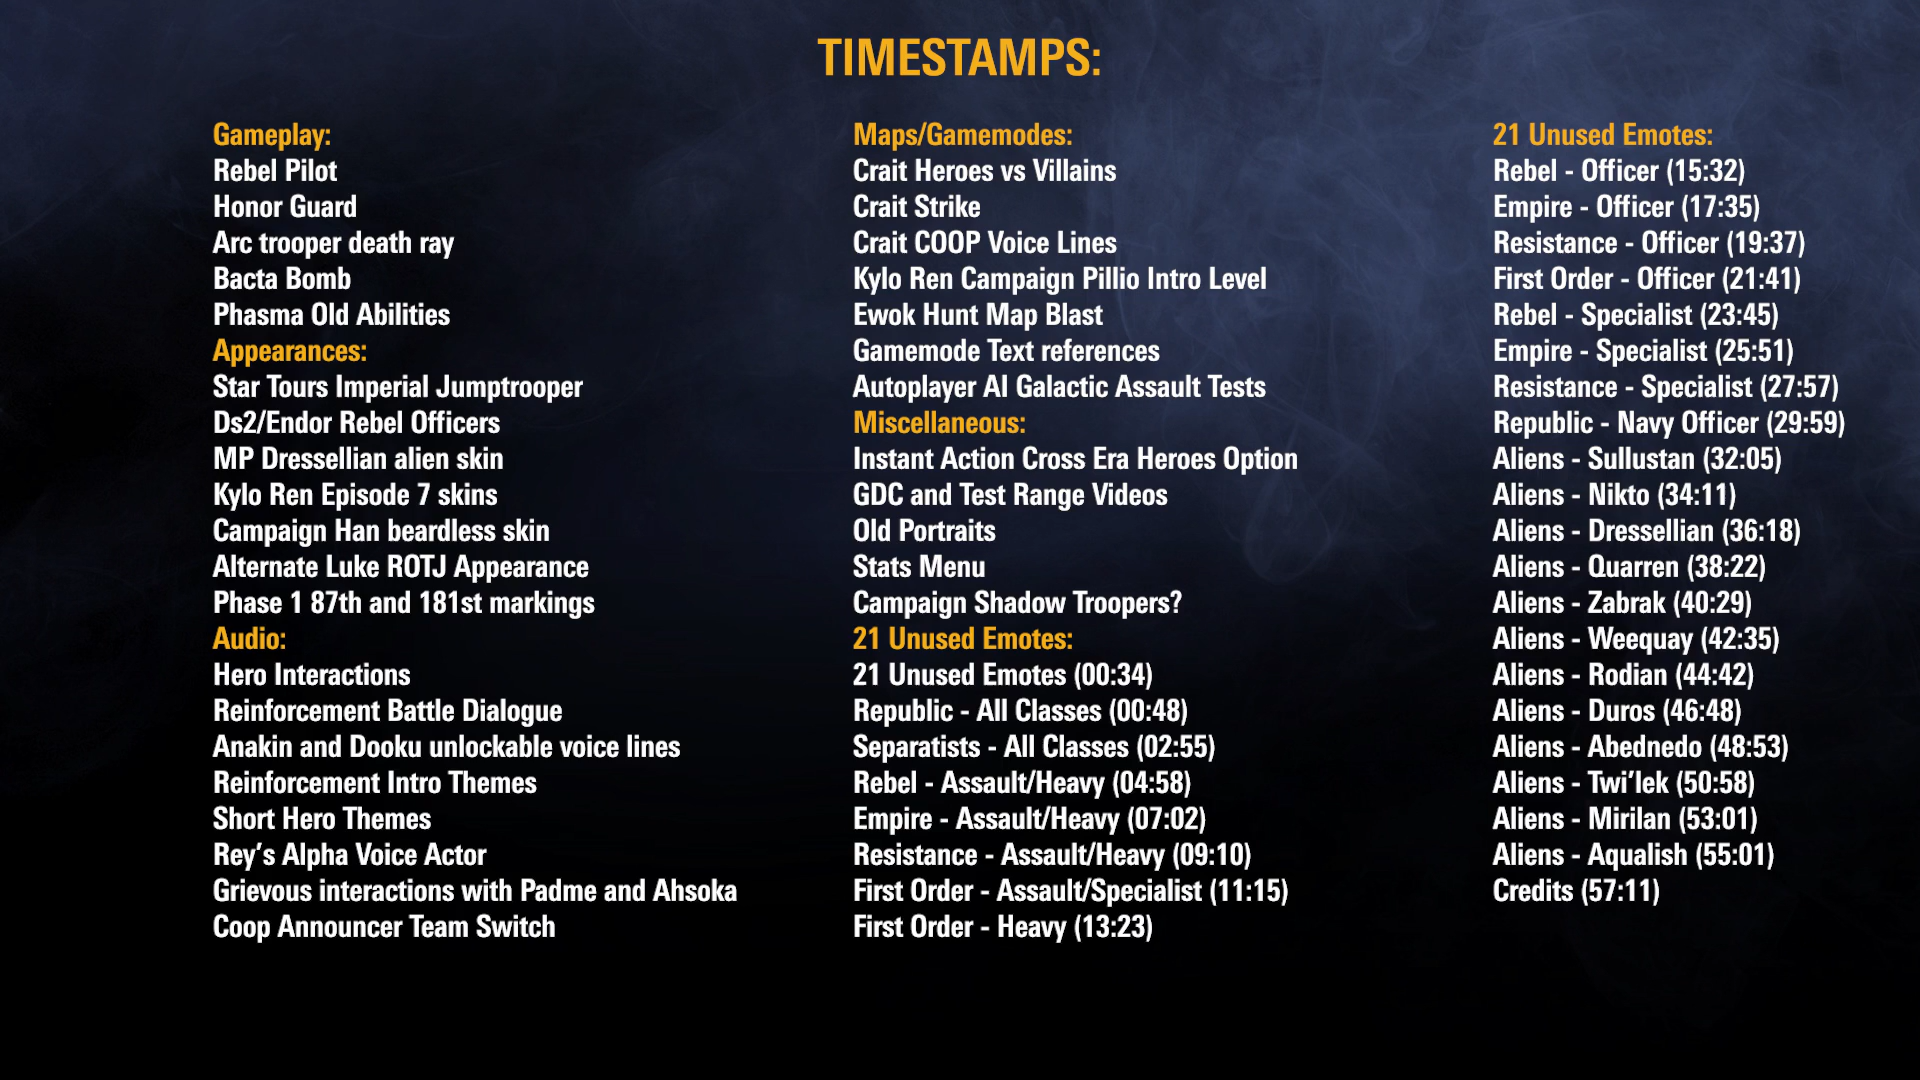 TIMESTAMPS:
Gameplay:
Rebel Pilot
Honor Guard
Arc trooper death ray
Bacta Bomb
Phasma Old Abilities
Appearances:
Star Tours Imperial Jumptrooper
Ds2/Endor Rebel Officers
MP Dressellian alien skin
Kylo Ren Episode 7 skins
Campaign Han beardless skin
Alternate Luke ROTJ Appearance
Phase 1 87th and 181st markings
Audio:
Hero Interactions
Reinforcement Battle Dialogue
Anakin and Dooku unlockable voice lines
Reinforcement Intro Themes
Short Hero Themes
Rey's Alpha Voice Actor
Grievous interactions with Padme and Ahsoka
Coop Announcer Team Switch
Maps/Gamemodes:
Crait Heroes vs Villains
Crait Strike
Crait COOP Voice Lines
Kylo Ren Campaign Pillio Intro Level
Ewok Hunt Map Blast
Gamemode Text references
Autoplayer AI Galactic Assault Tests
Miscellaneous:
Instant Action Cross Era Heroes Option
GDC and Test Range Videos
Old Portraits
Stats Menu
Campaign Shadow Troopers?
21 Unused Emotes:
21 Unused Emotes (00:34)
Republic - All Classes (00:48)
Separatists - All Classes (02:55)
Rebel - Assault/Heavy (04:58)
Empire - Assault/Heavy (07:02)
Resistance - Assault/Heavy (09:10)
First Order - Assault/Specialist (11:15)
First Order - Heavy (13:23)
21 Unused Emotes:
Rebel - Officer (15:32)
Empire - Officer (17:35)
Resistance - Officer (19:37)
First Order - Officer (21:41)
Rebel - Specialist (23:45)
Empire - Specialist (25:51)
Resistance - Specialist (27:57)
Republic - Navy Officer (29:59)
Aliens - Sullustan (32:05)
Aliens - Nikto (34:11)
Aliens - Dressellian (36:18)
Aliens - Quarren (38:22)
Aliens - Zabrak (40:29)
Aliens - Weequay (42:35)
Aliens - Rodian (44:42)
Aliens - Duros (46:48)
Aliens - Abednedo (48:53)
Aliens - Twi'lek (50:58)
Aliens - Mirilan (53:01)
Aliens - Aqualish (55:01)
Credits (57:11)